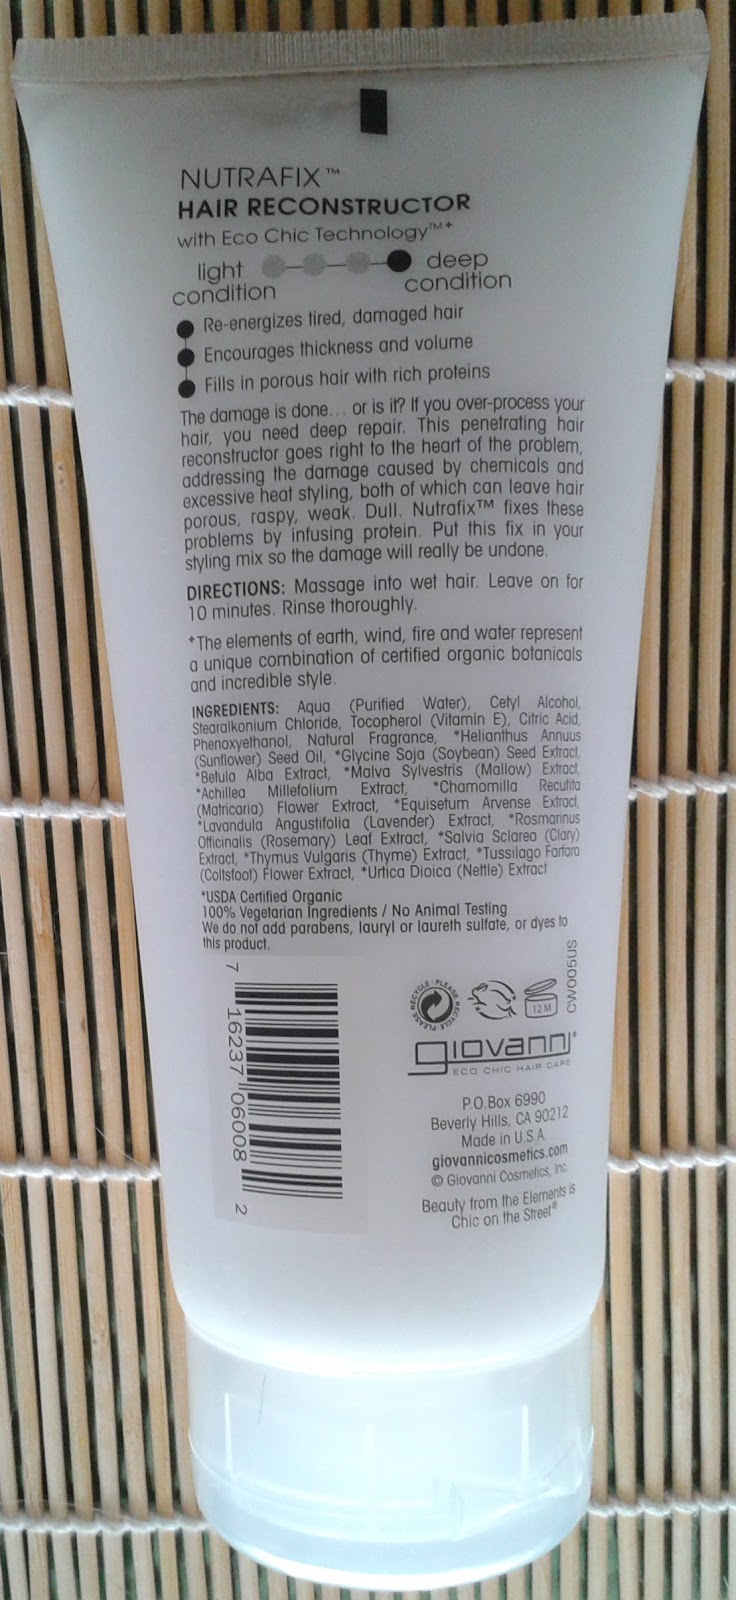 NUTRAFIX™
HAIR RECONSTRUCTOR
with Eco Chic Technology™⁺
light condition
deep condition
Re-energizes tired, damaged hair
Encourages thickness and volume
Fills in porous hair with rich proteins
The damage is done... or is it? If you over-process your
hair, you need deep repair. This penetrating hair
reconstructor goes right to the heart of the problem,
addressing the damage caused by chemicals and
excessive heat styling, both of which can leave hair
porous, raspy, weak. Dull. Nutrafix™ fixes these
problems by infusing protein. Put this fix in your
styling mix so the damage will really be undone.
DIRECTIONS: Massage into wet hair. Leave on for
10 minutes. Rinse thoroughly.
⁺The elements of earth, wind, fire and water represent
a unique combination of certified organic botanicals
and incredible style.
INGREDIENTS: Aqua (Purified Water), Cetyl Alcohol,
Stearalkonium Chloride, Tocopherol (Vitamin E), Citric Acid,
Phenoxyethanol, Natural Fragrance, *Helianthus Annuus
(Sunflower) Seed Oil, *Glycine Soja (Soybean) Seed Extract,
*Betula Alba Extract, *Malva Sylvestris (Mallow) Extract,
*Achillea Millefolium Extract, *Chamomilla Recutita
(Matricaria) Flower Extract, *Equisetum Arvense Extract,
*Lavandula Angustifolia (Lavender) Extract, *Rosmarinus
Officinalis (Rosemary) Leaf Extract, *Salvia Sclarea (Clary)
Extract, *Thymus Vulgaris (Thyme) Extract, *Tussilago Farfara
(Coltsfoot) Flower Extract, *Urtica Dioica (Nettle) Extract
*USDA Certified Organic
100% Vegetarian Ingredients / No Animal Testing
We do not add parabens, lauryl or laureth sulfate, or dyes to
this product.
7 16237 06008 2
PLEASE RECYCLE · PLEASE RECYCLE ·
12 M
CW005US
giovanni®
ECO CHIC HAIR CARE
P.O.Box 6990
Beverly Hills, CA 90212
Made in U.S.A
giovannicosmetics.com
© Giovanni Cosmetics, Inc.
Beauty from the Elements is
Chic on the Street®